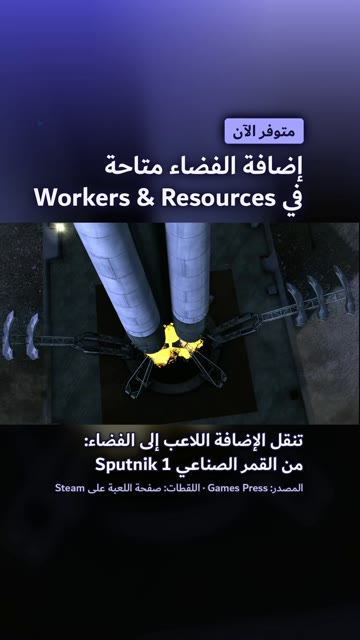 متوفر الآن
إضافة الفضاء متاحة
في Workers & Resources
تنقل الإضافة اللاعب إلى الفضاء:
من القمر الصناعي Sputnik 1
المصدر: Games Press · اللقطات: صفحة اللعبة على Steam